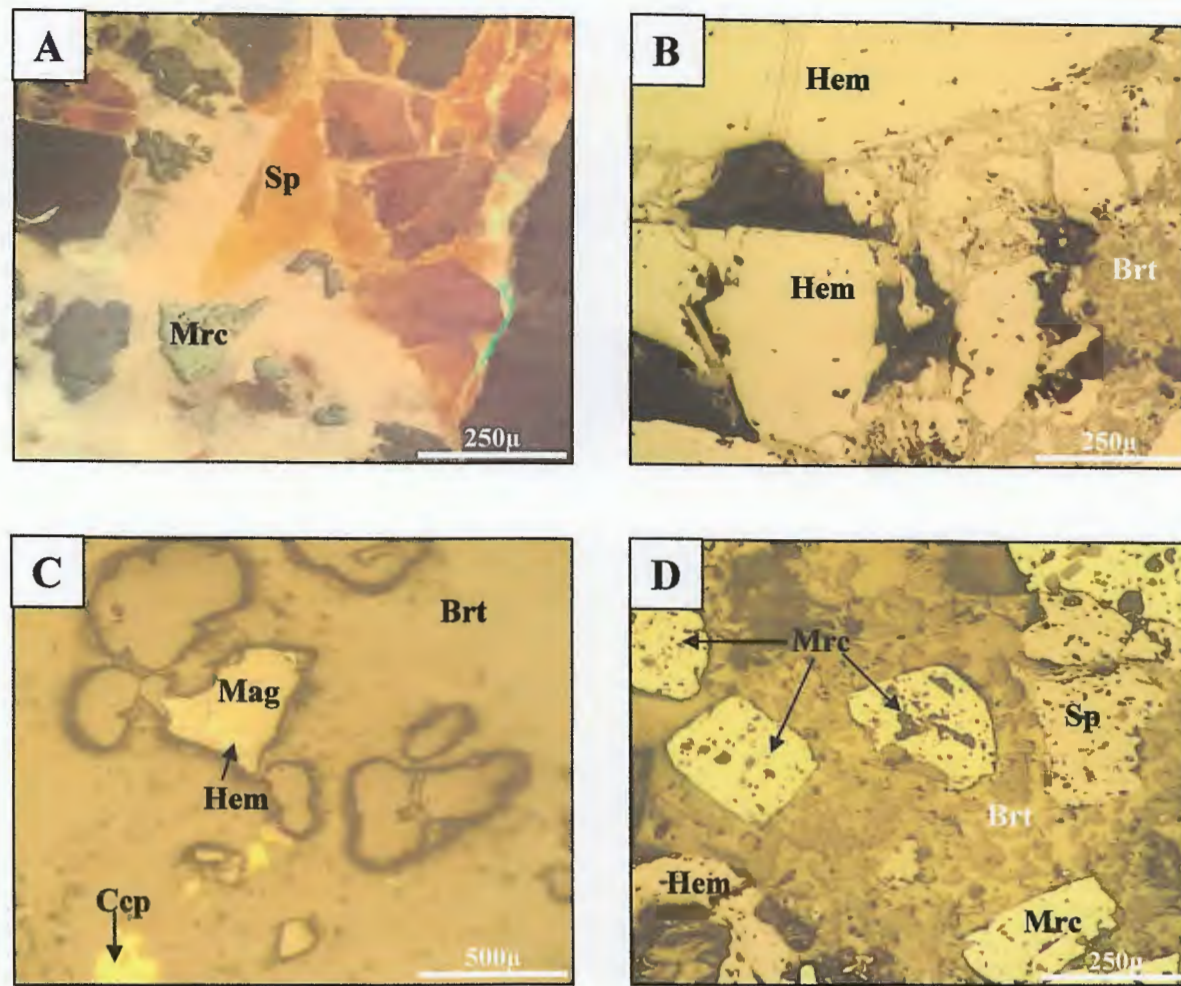 A
Sp
Mrc
250µ
B
Hem
Hem
Brt
250µ
C
Brt
Mag
Hem
Ccp
500µ
D
Mrc
Sp
Brt
Hem
Mrc
250µ